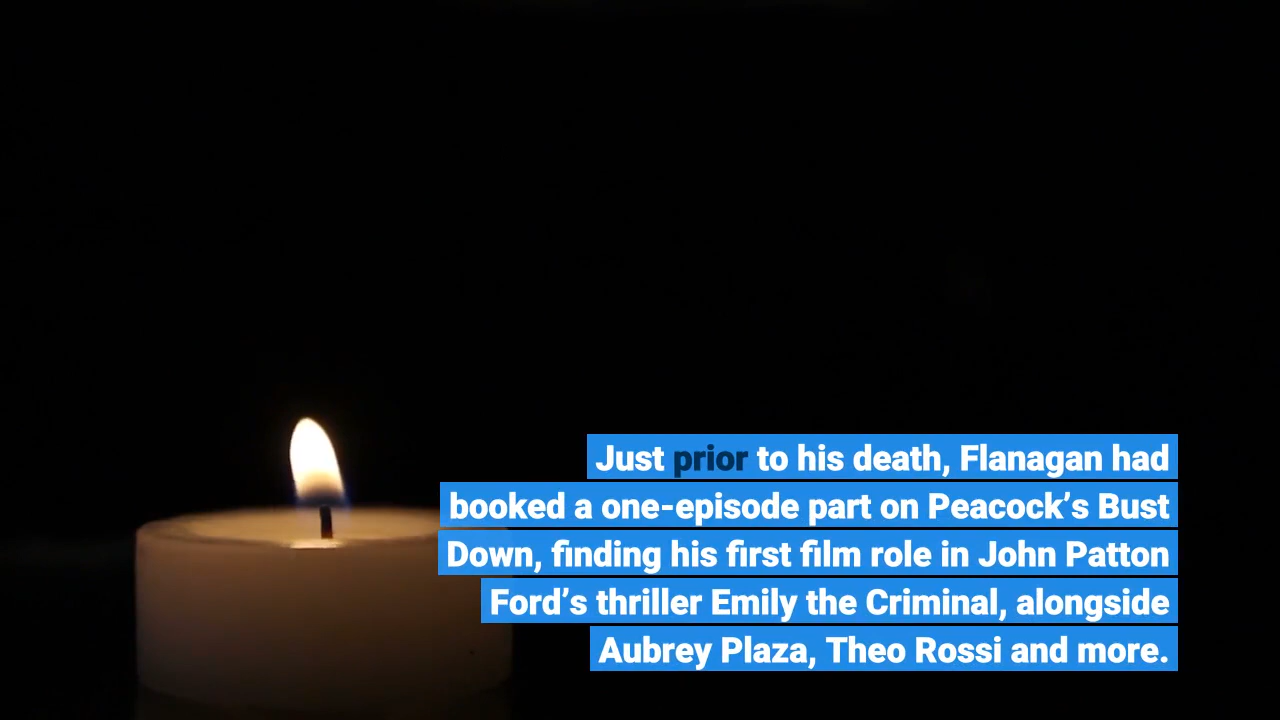 Just prior to his death, Flanagan had
booked a one-episode part on Peacock’s Bust
Down, finding his first film role in John Patton
Ford’s thriller Emily the Criminal, alongside
Aubrey Plaza, Theo Rossi and more.